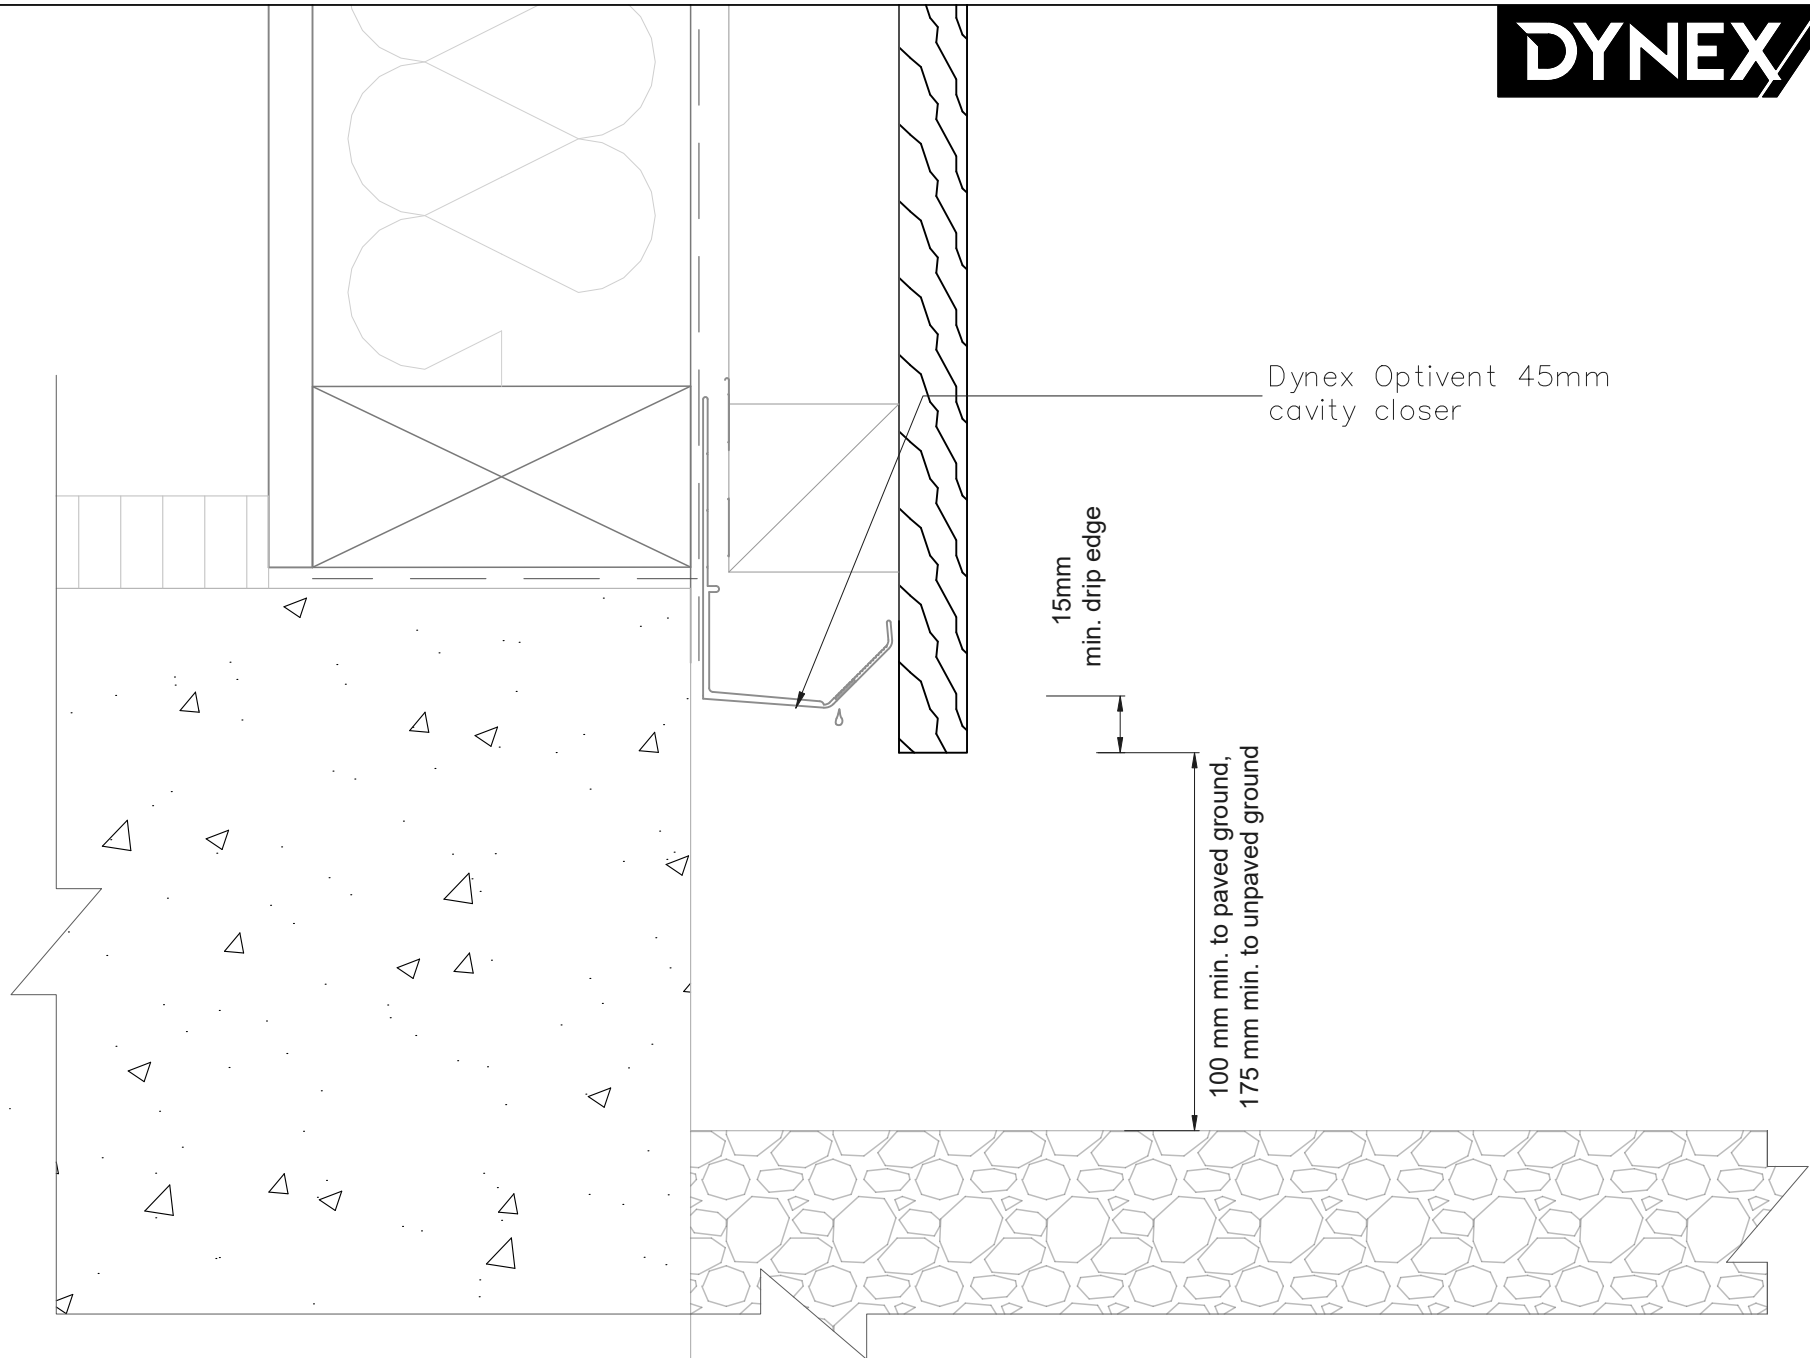 DYNEX
Dynex Optivent 45mm
cavity closer
15mm
min. drip edge
100 mm min. to paved ground,
175 mm min. to unpaved ground